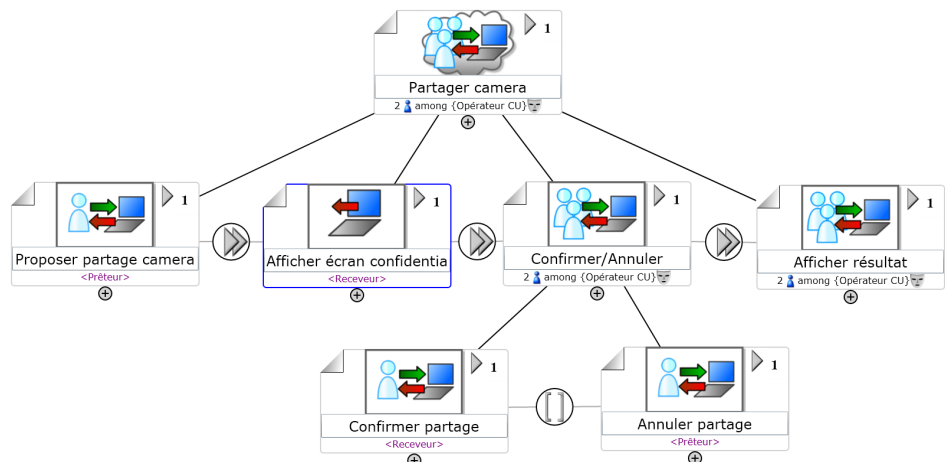 1
Partager camera
2 among {Opérateur CU}
1
Proposer partage camera
<Prêteur>
1
Afficher écran confidentia
<Receveur>
1
Confirmer/Annuler
2 among {Opérateur CU}
1
Afficher résultat
2 among {Opérateur CU}
1
Confirmer partage
<Receveur>
1
Annuler partage
<Prêteur>